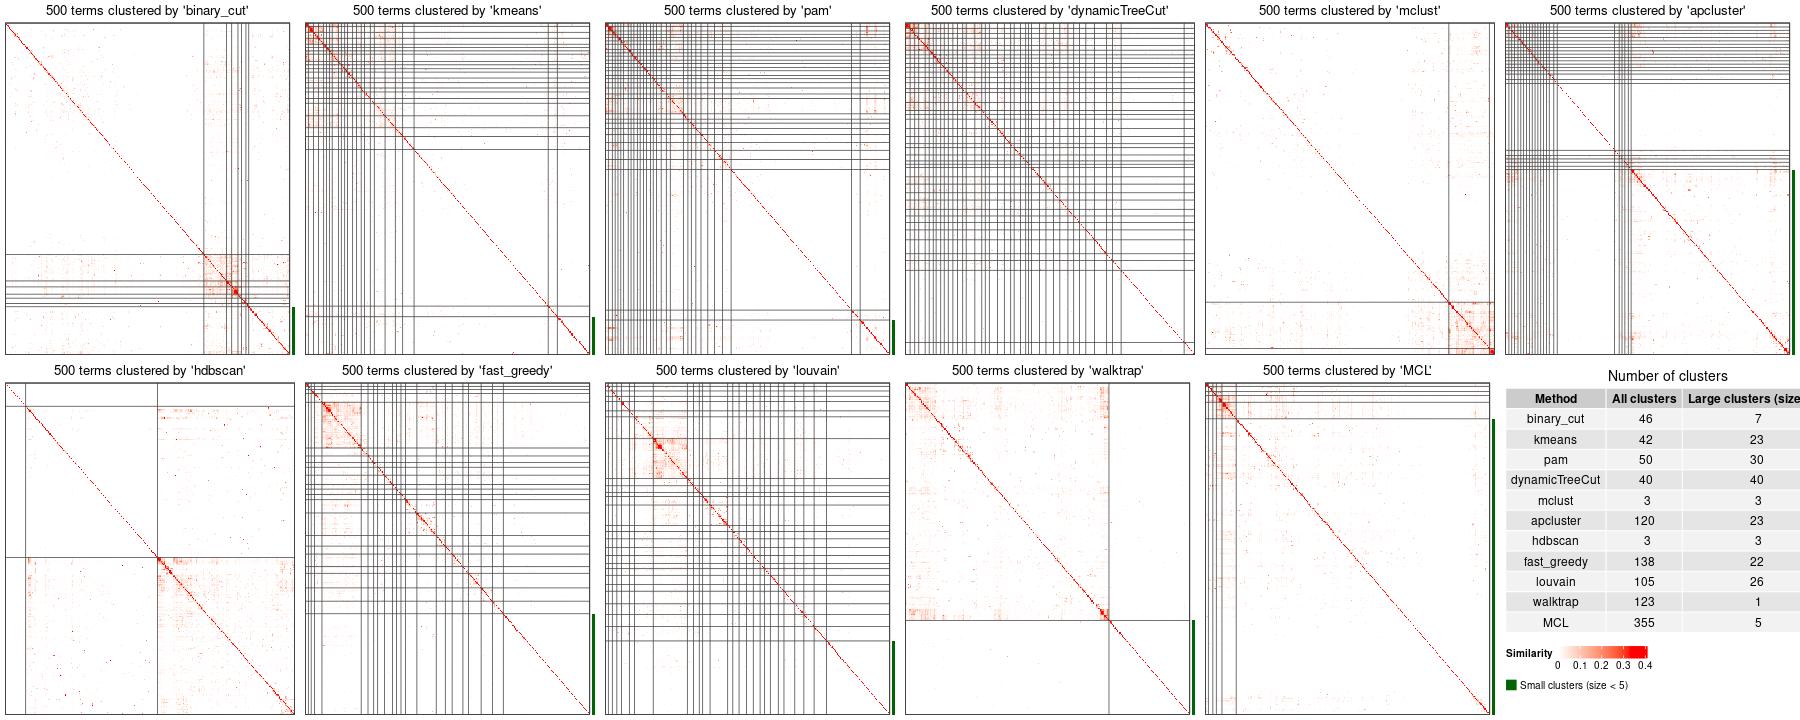 500 terms clustered by 'binary_cut'
500 terms clustered by 'kmeans'
500 terms clustered by 'pam'
500 terms clustered by 'dynamicTreeCut'
500 terms clustered by 'mclust'
500 terms clustered by 'apcluster'
500 terms clustered by 'hdbscan'
500 terms clustered by 'fast_greedy'
500 terms clustered by 'louvain'
500 terms clustered by 'walktrap'
500 terms clustered by 'MCL'
Number of clusters
Method All clusters Large clusters (size
binary_cut 46 7
kmeans 42 23
pam 50 30
dynamicTreeCut 40 40
mclust 3 3
apcluster 120 23
hdbscan 3 3
fast_greedy 138 22
louvain 105 26
walktrap 123 1
MCL 355 5
Similarity
0 0.1 0.2 0.3 0.4
Small clusters (size < 5)